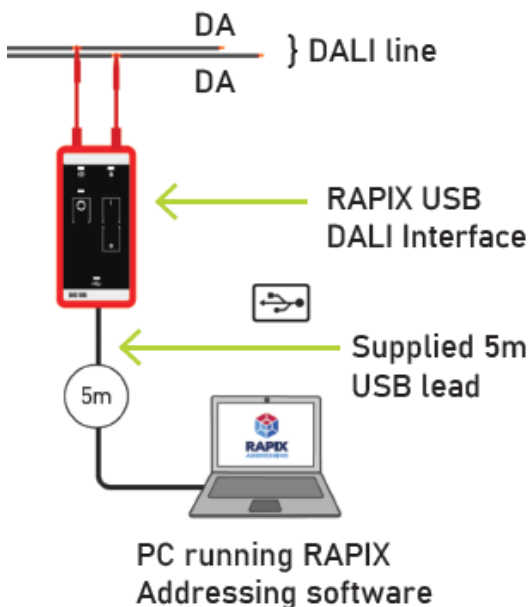 DA
DA
} DALI line
RAPIX USB
DALI Interface
Supplied 5m
USB lead
5m
RAPIX
ADDRESSING
PC running RAPIX
Addressing software